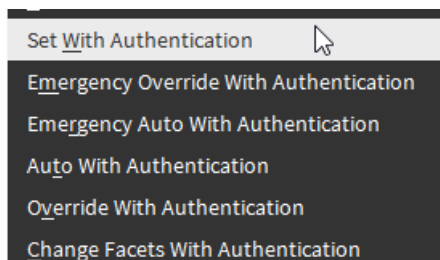 Set With Authentication
Emergency Override With Authentication
Emergency Auto With Authentication
Auto With Authentication
Override With Authentication
Change Facets With Authentication